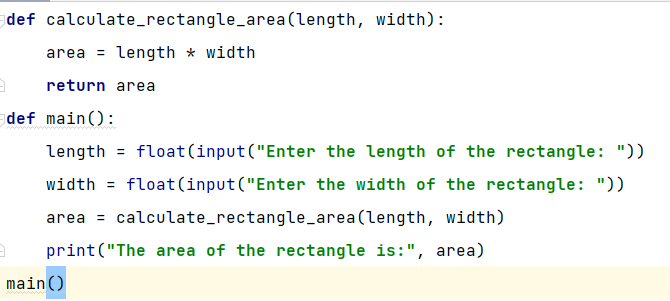 def calculate_rectangle_area(length, width):
    area = length * width
    return area
def main():
    length = float(input("Enter the length of the rectangle: "))
    width = float(input("Enter the width of the rectangle: "))
    area = calculate_rectangle_area(length, width)
    print("The area of the rectangle is:", area)
main()